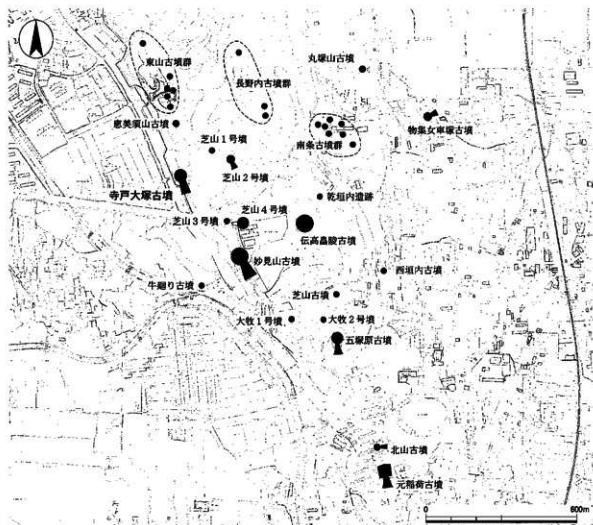 東山古墳群
長野内古墳群
丸塚山古墳
物集女車塚古墳
恵美須山古墳
芝山1号墳
南条古墳群
芝山2号墳
寺戸大塚古墳
乾垣内遺跡
芝山3号墳
芝山4号墳
伝高畠陵古墳
妙見山古墳
西垣内古墳
牛廻り古墳
芝山古墳
大牧1号墳
大牧2号墳
五塚原古墳
北山古墳
元稲荷古墳
0
600m